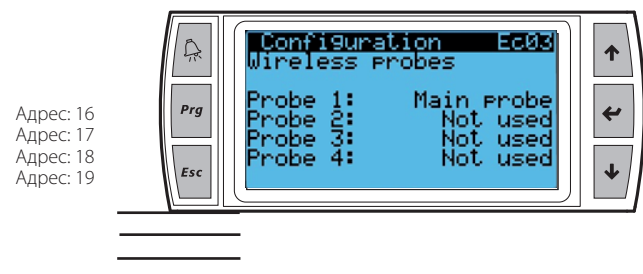 Configuration Ec03
Wireless probes
Probe 1: Main probe
Probe 2: Not used
Probe 3: Not used
Probe 4: Not used
Prg
Esc
Адрес: 16
Адрес: 17
Адрес: 18
Адрес: 19